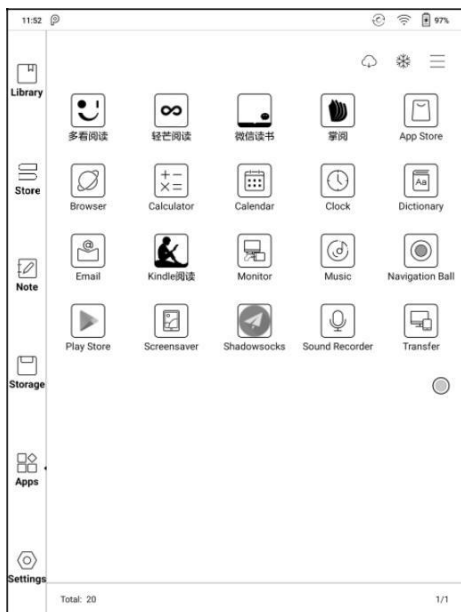 11:52
97%
Library
Store
Note
Storage
Apps
Settings
多看阅读 轻芒阅读 微信读书 掌阅 App Store
Browser Calculator Calendar Clock Dictionary
Aa
Email Kindle阅读 Monitor Music Navigation Ball
Play Store Screensaver Shadowsocks Sound Recorder Transfer
Total: 20 1/1